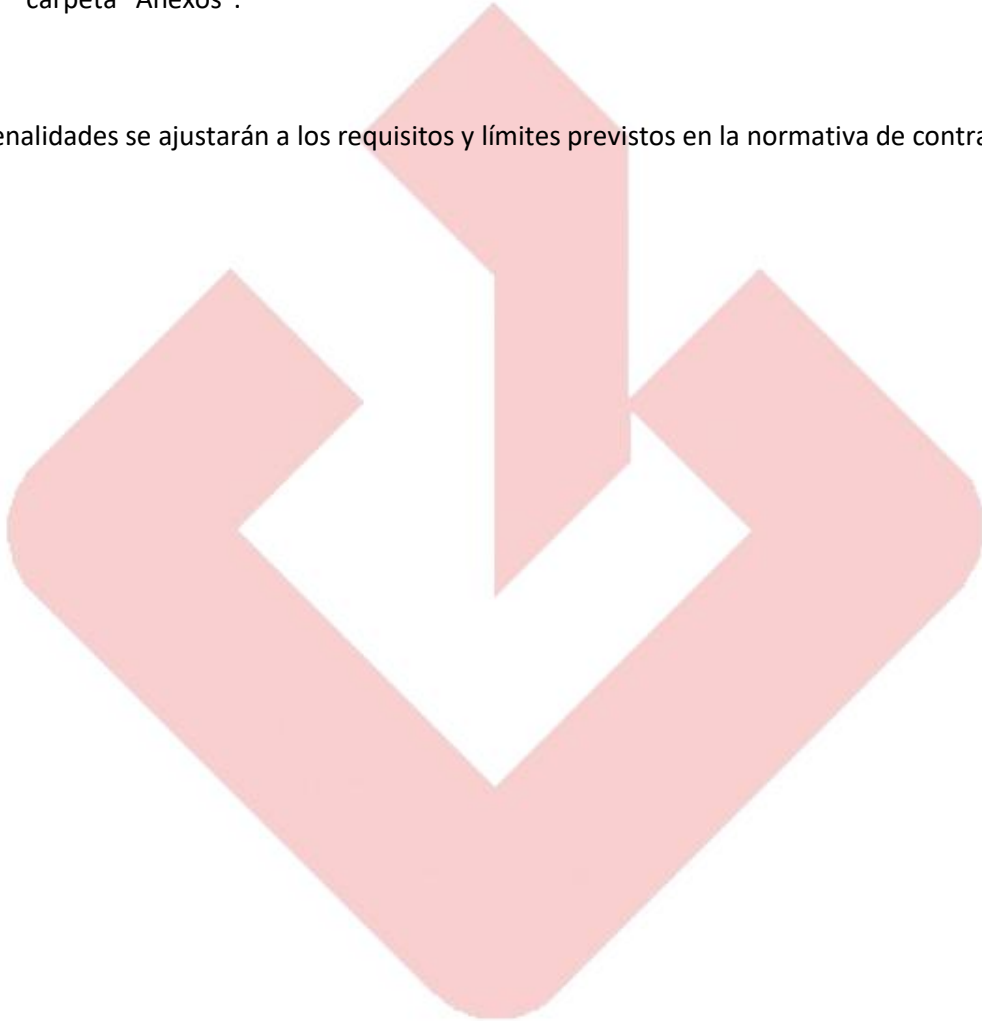 carpeta "Anexos".
enalidades se ajustarán a los requisitos y límites previstos en la normativa de contra